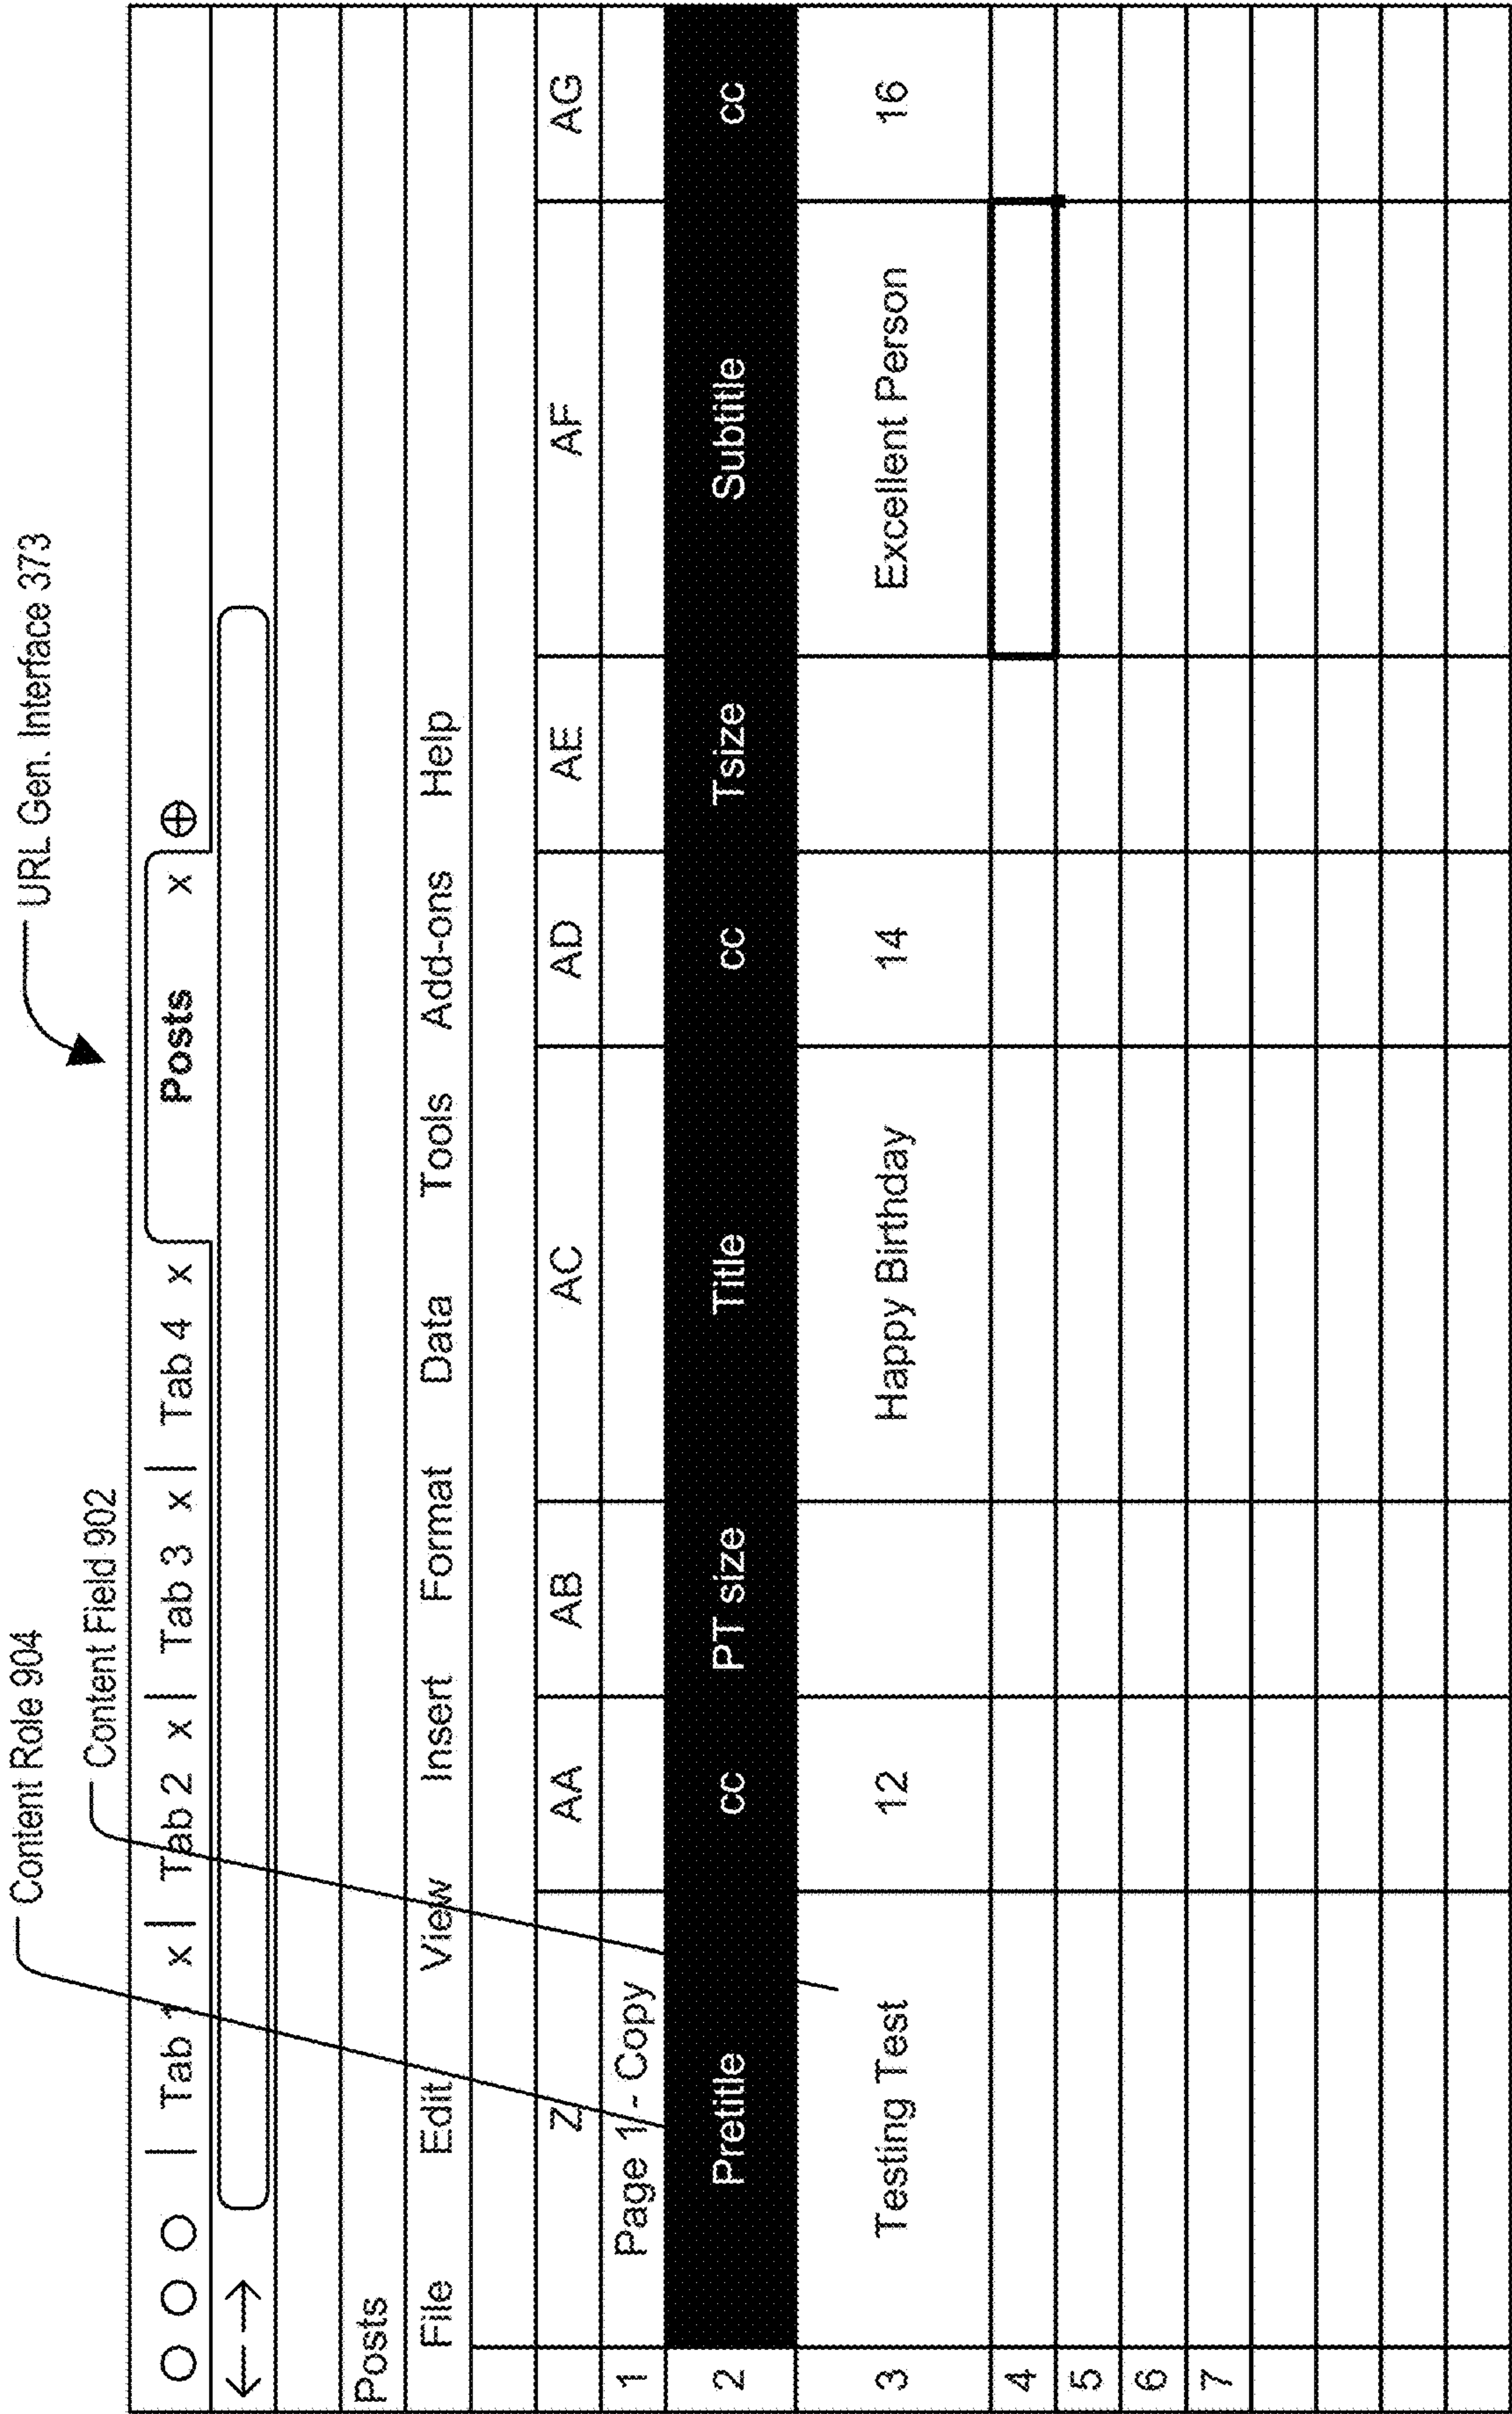 URL Gen. Interface 373
Content Role 904
Content Field 902
Tab 1 x | Tab 2 x | Tab 3 x | Tab 4 x Posts x ⊕
Posts
File Edit View Insert Format Data Tools Add-ons Help
Z AA AB AC AD AE AF AG
1 Page 1 - Copy
2 Pretitle cc PT size Title cc Tsize Subtitle cc
3 Testing Test 12 Happy Birthday 14 Excellent Person 16
4
5
6
7